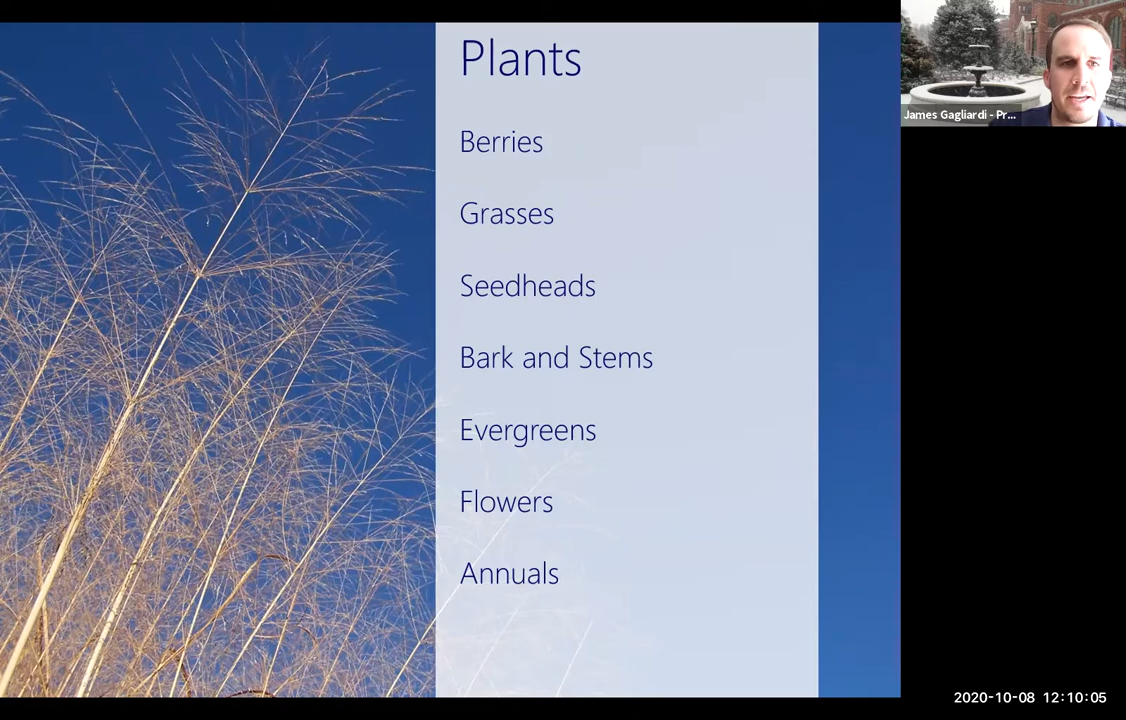 Plants
Berries
Grasses
Seedheads
Bark and Stems
Evergreens
Flowers
Annuals
James Gagliardi - Pr...
2020-10-08 12:10:05